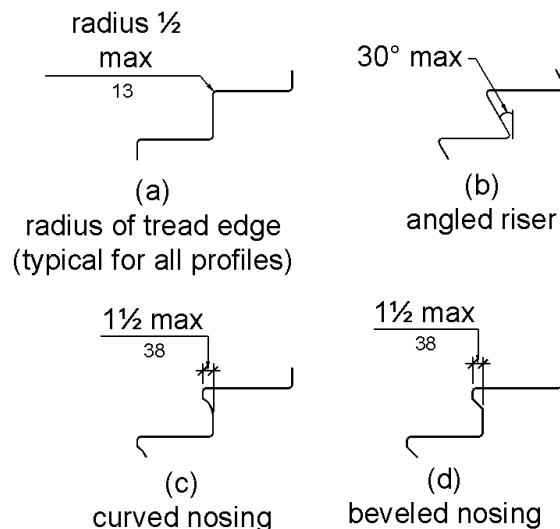 radius ½
max
13
(a)
radius of tread edge
(typical for all profiles)
30° max
(b)
angled riser
1½ max
38
(c)
curved nosing
1½ max
38
(d)
beveled nosing